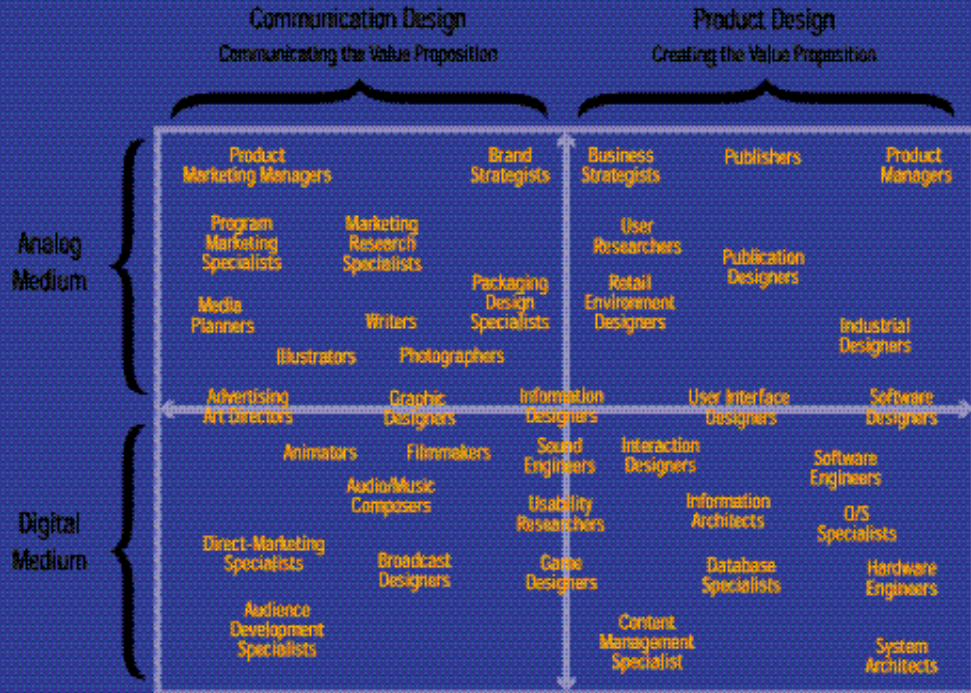 Communication Design
Communicating the Value Proposition
Product Design
Creating the Value Proposition
Analog
Medium
Product
Marketing Managers
Brand
Strategists
Business
Strategists
Publishers
Product
Managers
Program
Marketing
Specialists
Marketing
Research
Specialists
User
Researchers
Publication
Designers
Media
Planners
Writers
Packaging
Design
Specialists
Retail
Environment
Designers
Industrial
Designers
Illustrators
Photographers
Advertising
Art Directors
Graphic
Designers
Information
Designers
User Interface
Designers
Software
Designers
Digital
Medium
Animators
Filmmakers
Sound
Engineers
Interaction
Designers
Software
Engineers
Audio/Music
Composers
Usability
Researchers
Information
Architects
O/S
Specialists
Direct-Marketing
Specialists
Broadcast
Designers
Game
Designers
Database
Specialists
Hardware
Engineers
Audience
Development
Specialists
Content
Management
Specialist
System
Architects